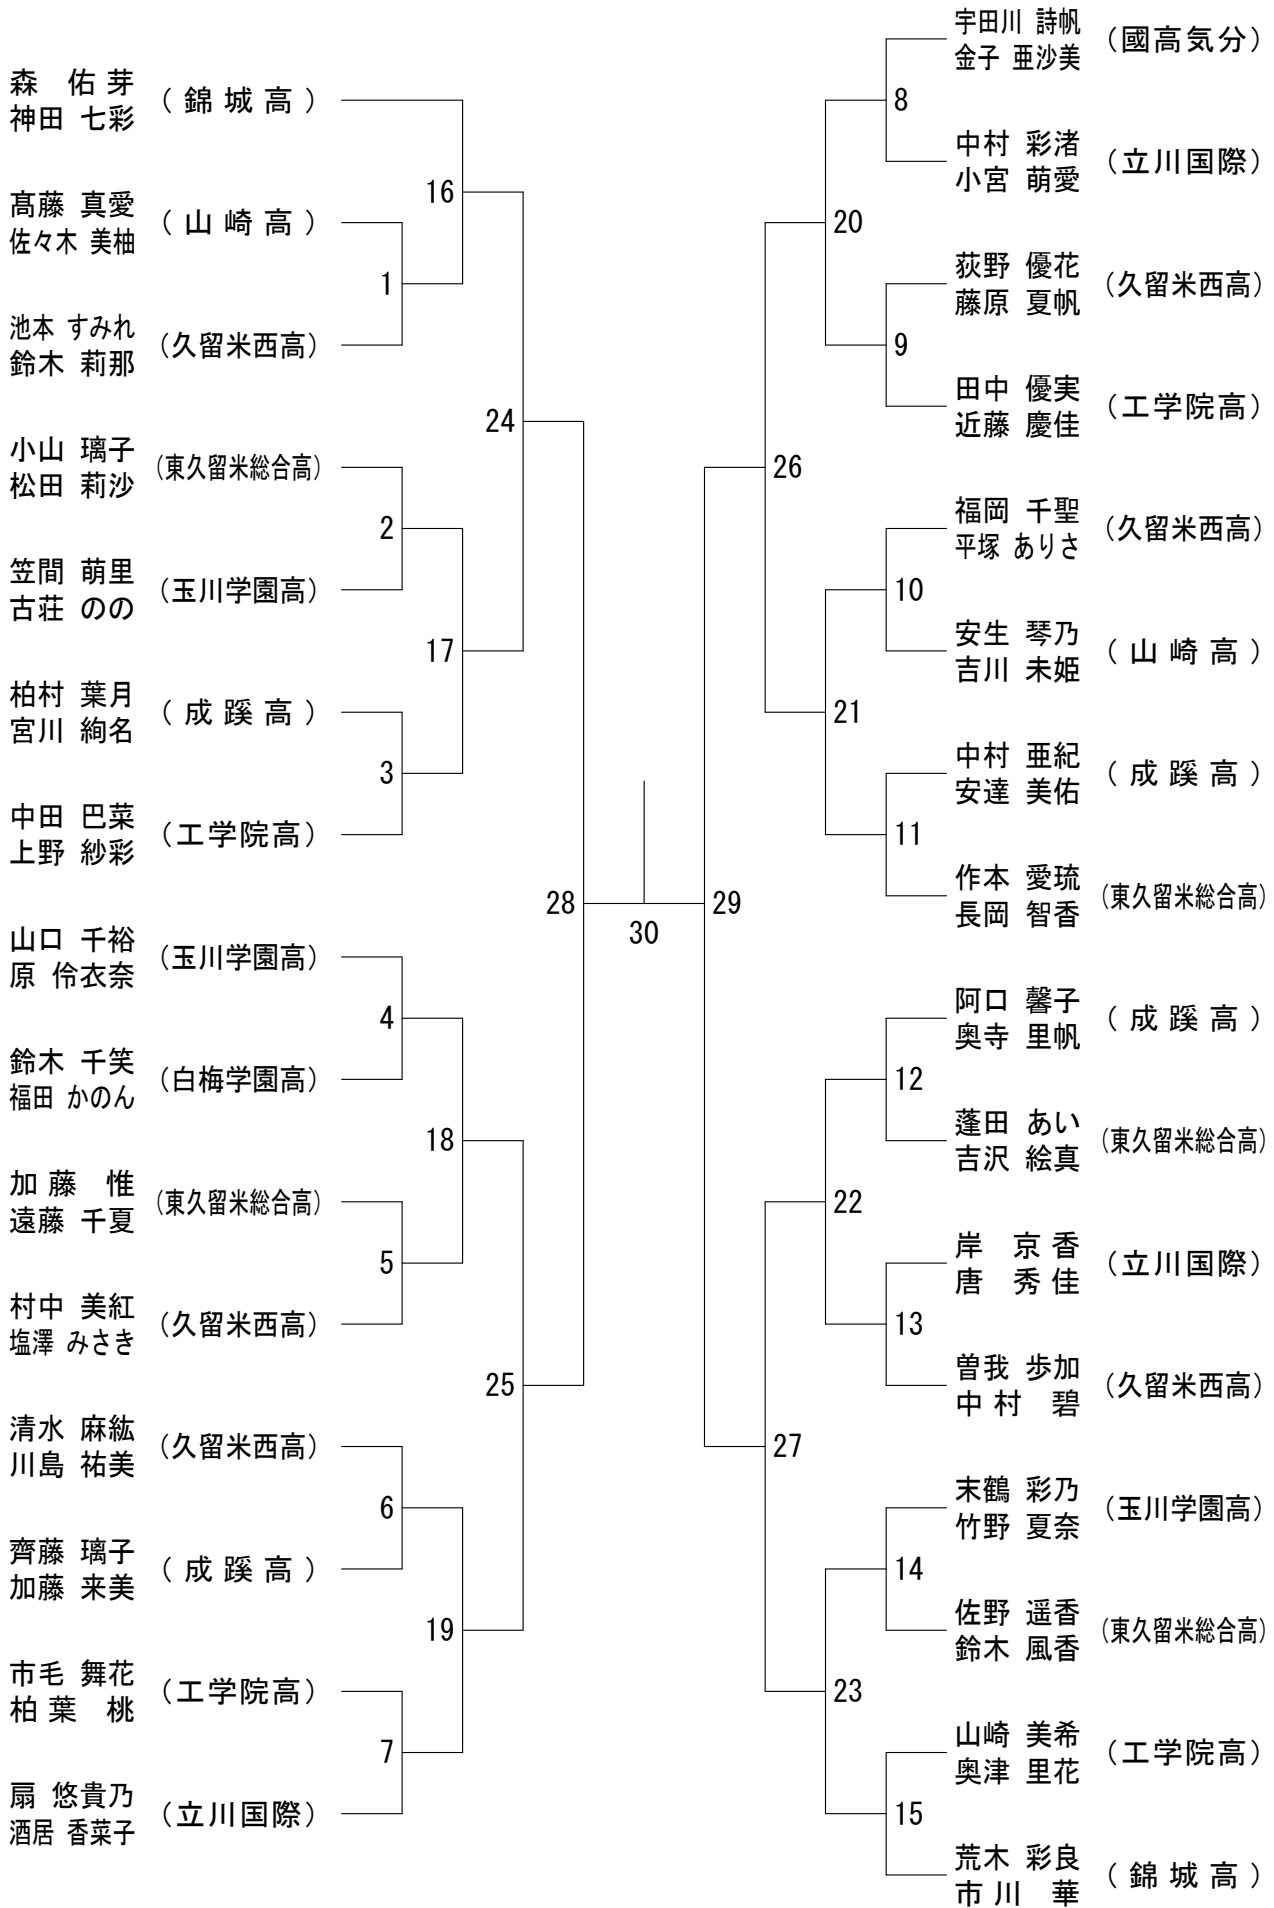 森 佑芽
神田 七彩
(錦城高)
髙藤 真愛
佐々木 美柚
(山崎高)
池本 すみれ
鈴木 莉那
(久留米西高)
小山 璃子
松田 莉沙
(東久留米総合高)
笠間 萌里
古荘 のの
(玉川学園高)
柏村 葉月
宮川 絢名
(成蹊高)
中田 巴菜
上野 紗彩
(工学院高)
山口 千裕
原 伶衣奈
(玉川学園高)
鈴木 千笑
福田 かのん
(白梅学園高)
加藤 惟
遠藤 千夏
(東久留米総合高)
村中 美紅
塩澤 みさき
(久留米西高)
清水 麻紘
川島 祐美
(久留米西高)
齊藤 璃子
加藤 来美
(成蹊高)
市毛 舞花
柏葉 桃
(工学院高)
扇 悠貴乃
酒居 香菜子
(立川国際)
1
2
3
4
5
6
7
16
17
18
19
24
25
28
30
29
26
27
20
21
22
23
8
9
10
11
12
13
14
15
宇田川 詩帆
金子 亜沙美
(國高気分)
中村 彩渚
小宮 萌愛
(立川国際)
荻野 優花
藤原 夏帆
(久留米西高)
田中 優実
近藤 慶佳
(工学院高)
福岡 千聖
平塚 ありさ
(久留米西高)
安生 琴乃
吉川 未姫
(山崎高)
中村 亜紀
安達 美佑
(成蹊高)
作本 愛琉
長岡 智香
(東久留米総合高)
阿口 馨子
奥寺 里帆
(成蹊高)
蓬田 あい
吉沢 絵真
(東久留米総合高)
岸 京香
唐 秀佳
(立川国際)
曽我 歩加
中村 碧
(久留米西高)
末鶴 彩乃
竹野 夏奈
(玉川学園高)
佐野 遥香
鈴木 風香
(東久留米総合高)
山崎 美希
奥津 里花
(工学院高)
荒木 彩良
市川 華
(錦城高)